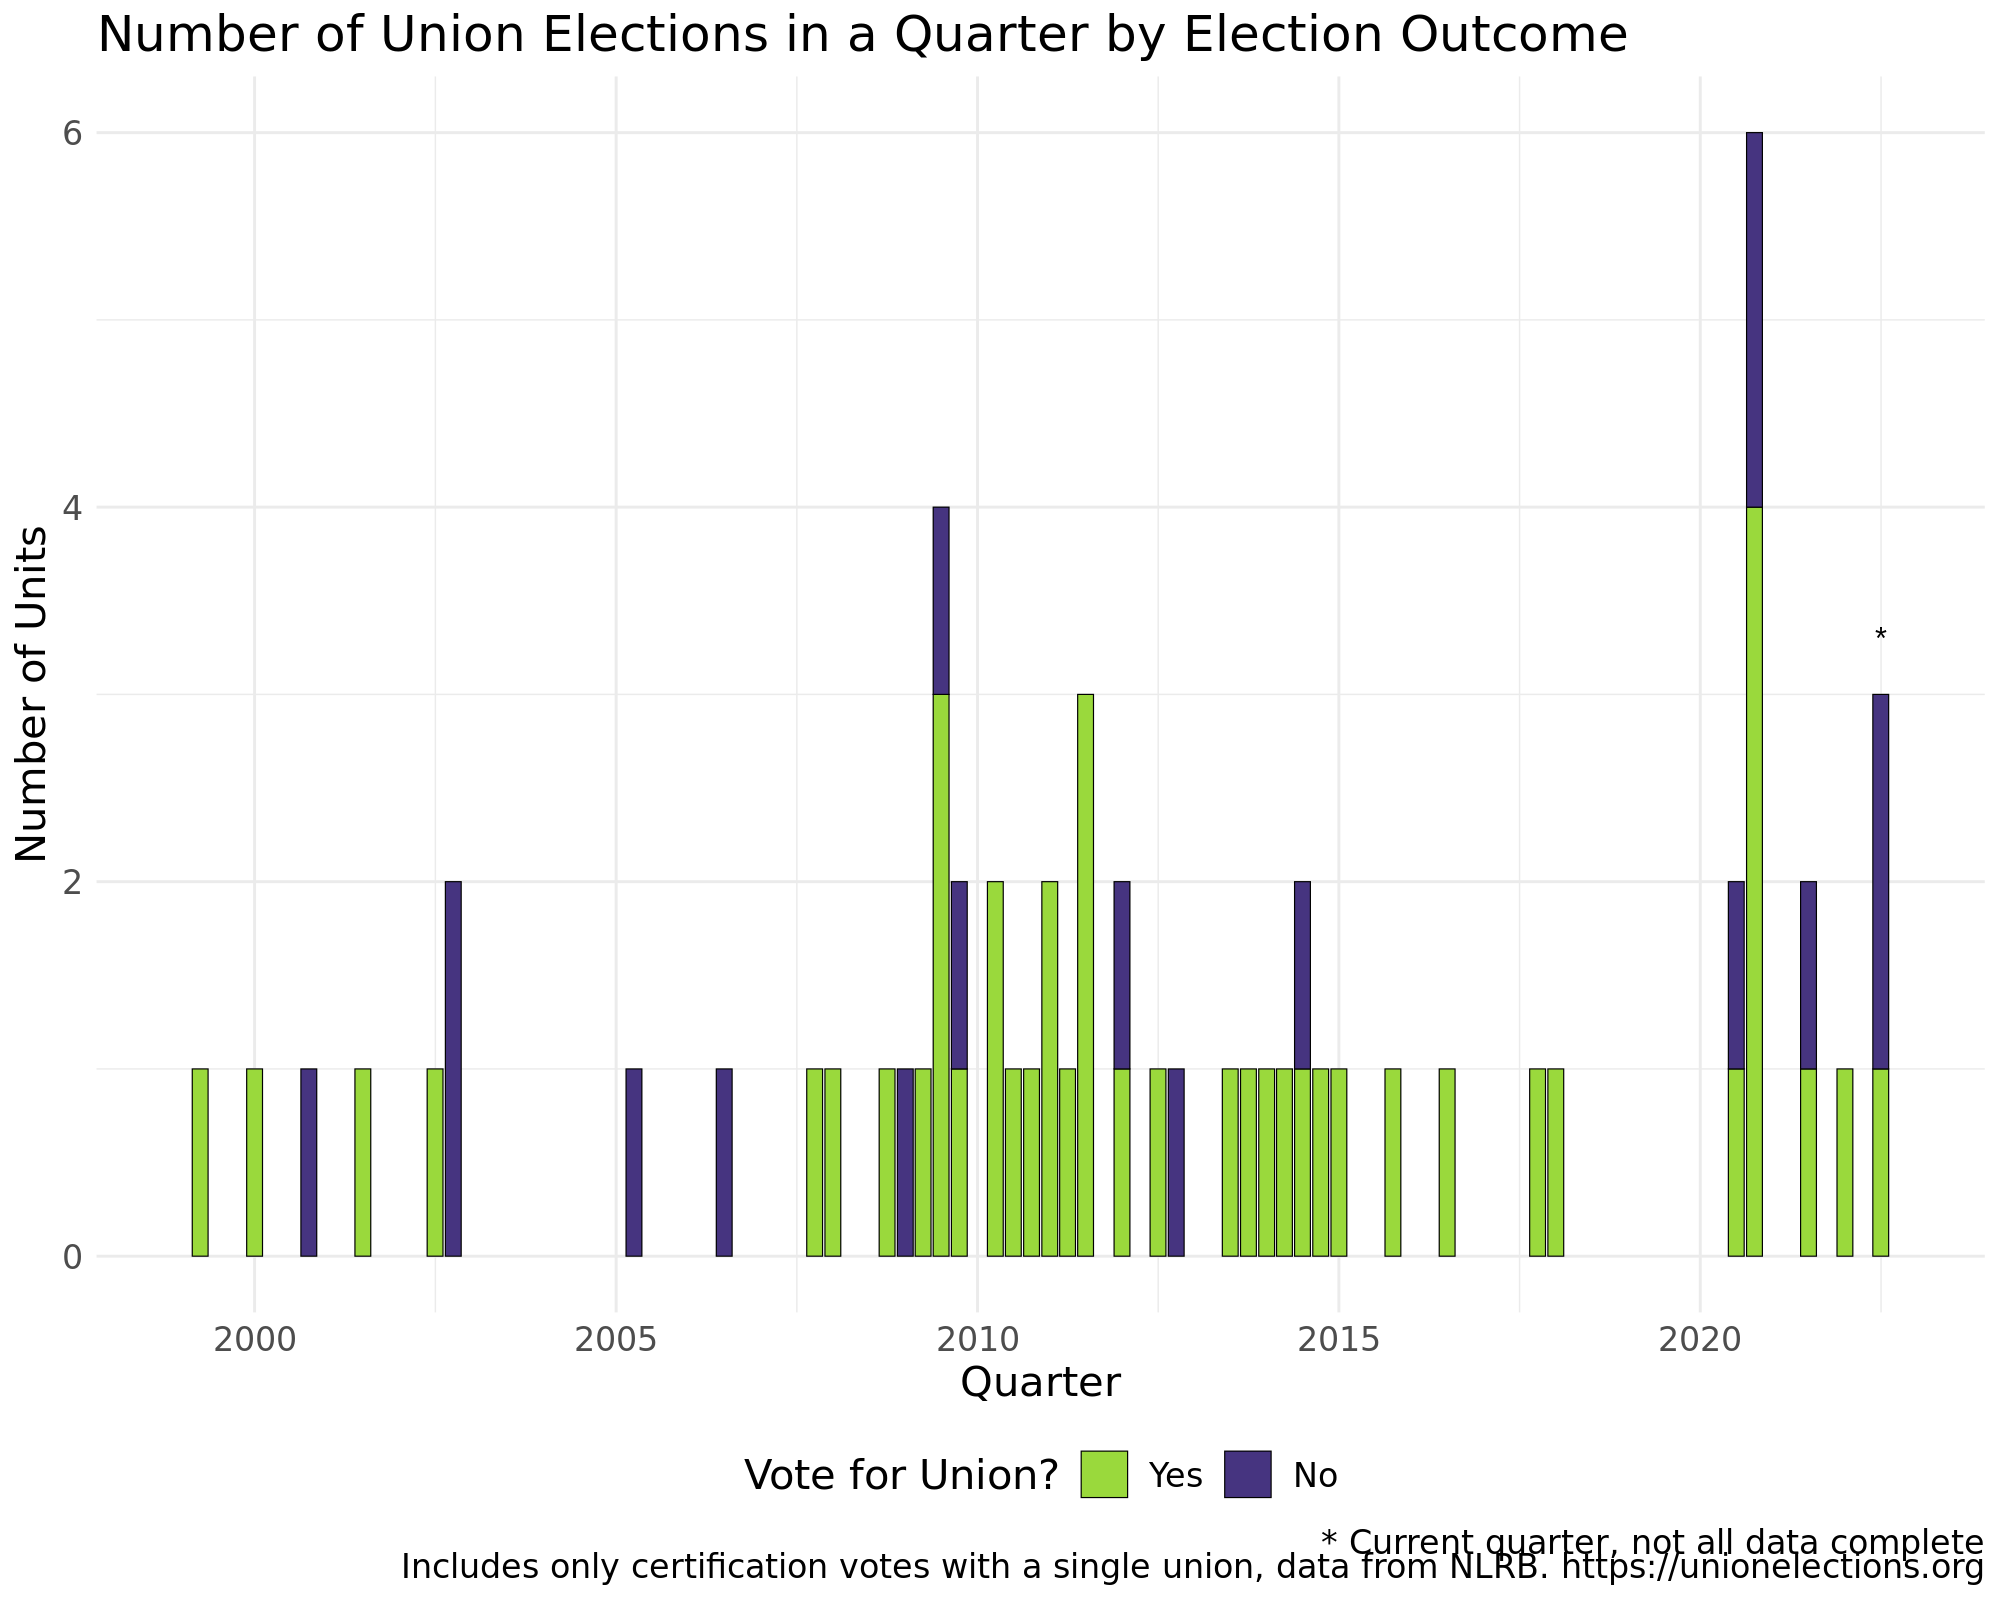 Number of Union Elections in a Quarter by Election Outcome
6
4
2
0
Number of Units
*
2000 2005 2010 2015 2020
Quarter
Vote for Union? Yes No
* Current quarter, not all data complete
Includes only certification votes with a single union, data from NLRB. https://unionelections.org